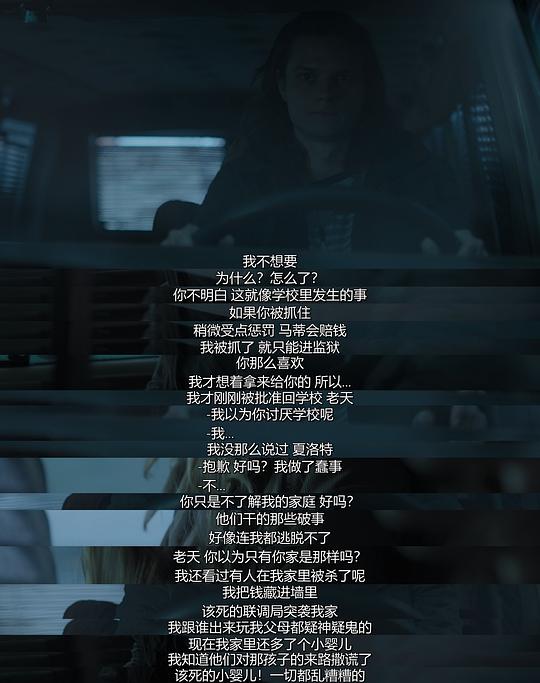 我不想要
为什么？怎么了？
你不明白 这就像学校里发生的事
如果你被抓住
稍微受点惩罚 马蒂会赔钱
我被抓了 就只能进监狱
你那么喜欢
我才想着拿来给你的 所以...
我才刚刚被批准回学校 老天
-我以为你讨厌学校呢
-我...
我没那么说过 夏洛特
-抱歉 好吗？我做了蠢事
-不...
你只是不了解我的家庭 好吗？
他们干的那些破事
好像连我都逃脱不了
老天 你以为只有你家是那样吗？
我还看过有人在我家里被杀了呢
我把钱藏进墙里
该死的联调局突袭我家
我跟谁出来玩我父母都疑神疑鬼的
现在我家里还多了个小婴儿
我知道他们对那孩子的来路撒谎了
该死的小婴儿！一切都乱糟糟的